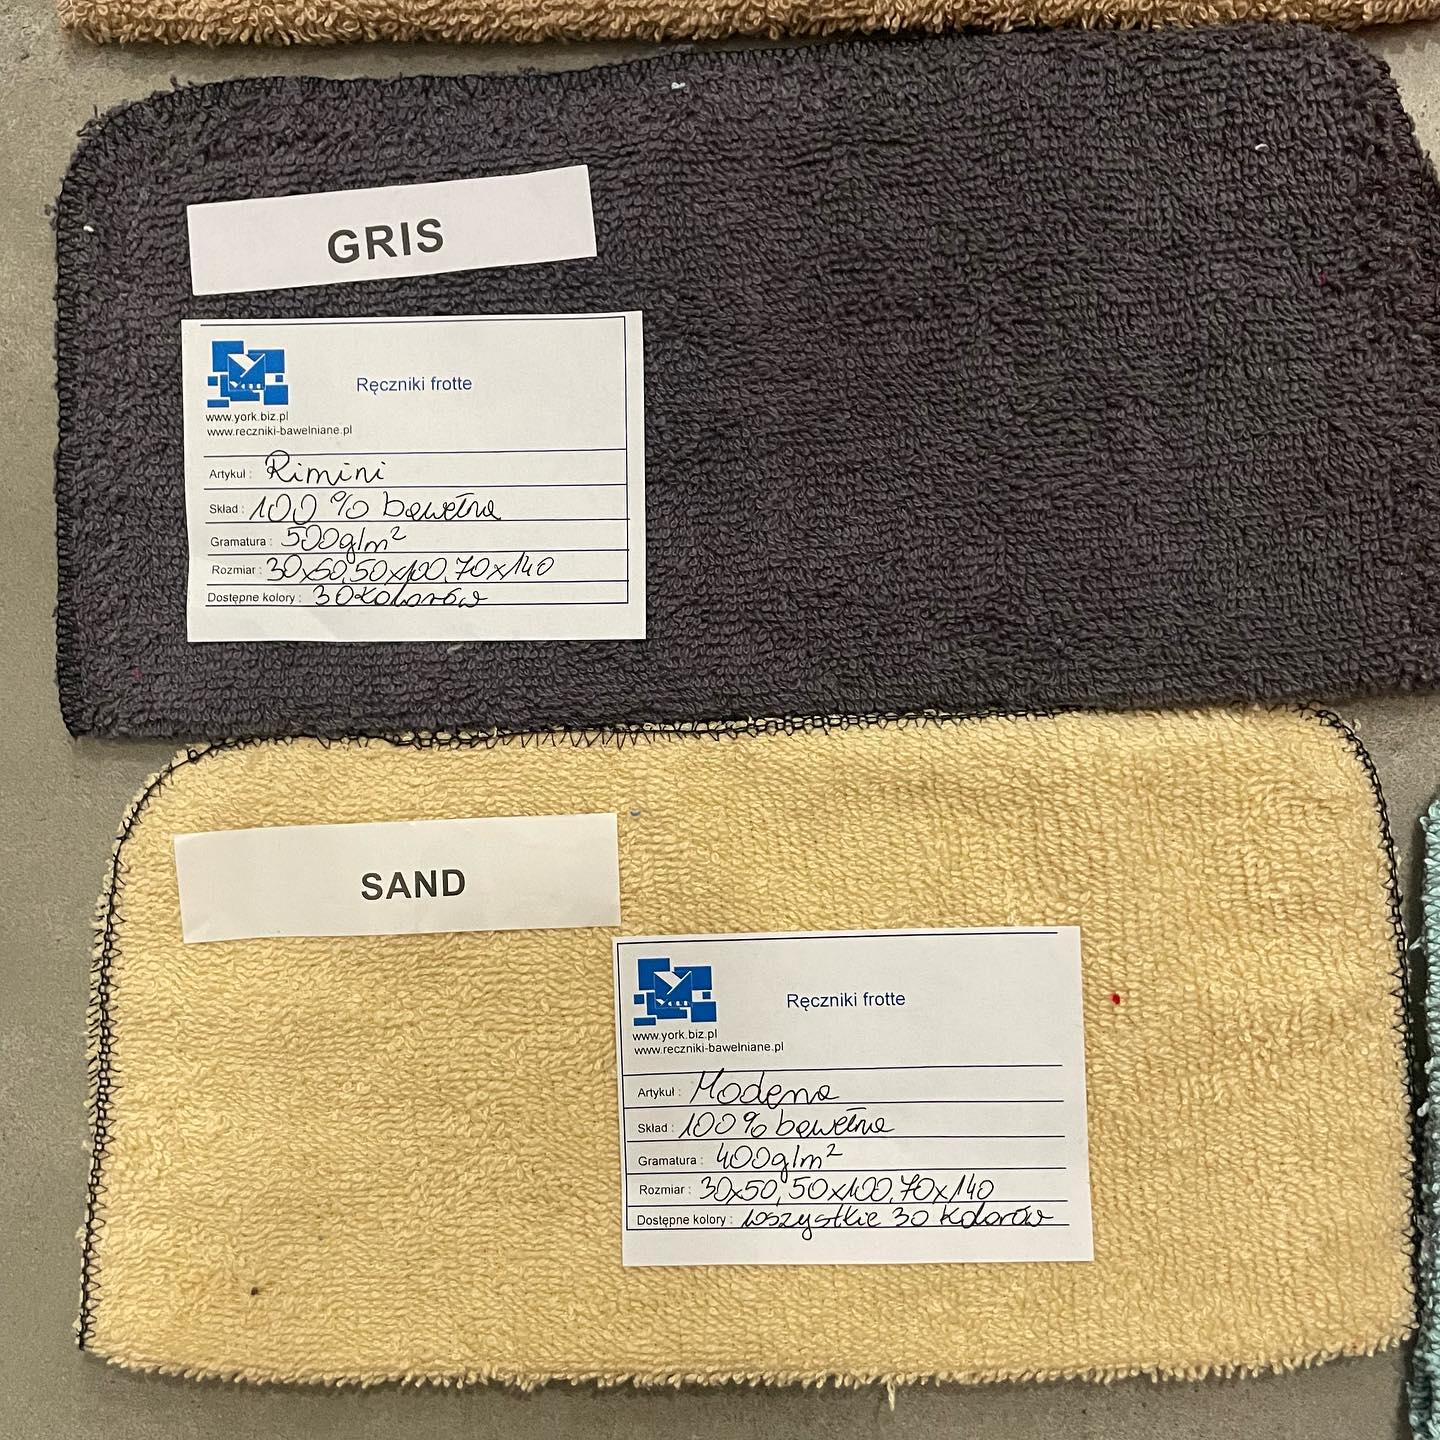 GRIS
Ręczniki frotte
www.york.biz.pl
www.reczniki-bawelniane.pl
Artykuł : Rimini
Skład : 100 % bawełna
Gramatura : 500g/m²
Rozmiar : 30x50, 50x100, 70x140
Dostępne kolory : 30 kolorów
SAND
Ręczniki frotte
www.york.biz.pl
www.reczniki-bawelniane.pl
Artykuł : Modena
Skład : 100% bawełna
Gramatura : 400g/m²
Rozmiar : 30x50, 50x100, 70x140
Dostępne kolory : wszystkie 30 kolorów